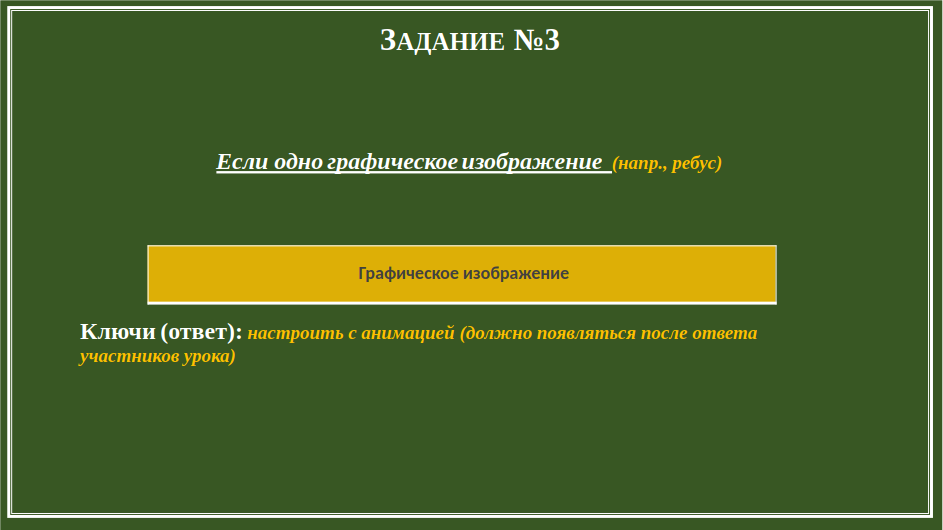 ЗАДАНИЕ №3
Если одно графическое изображение (напр., ребус)
Графическое изображение
Ключи (ответ): настроить с анимацией (должно появляться после ответа
участников урока)